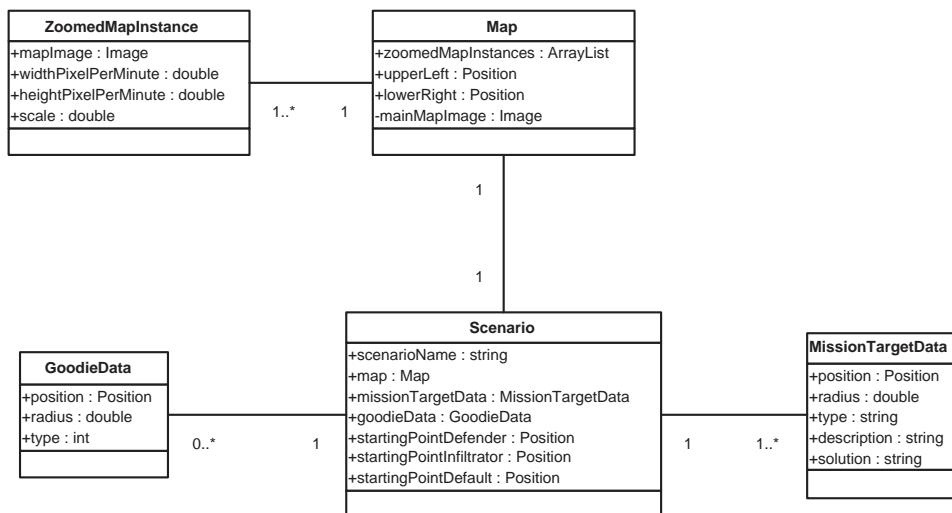 ZoomedMapInstance
+mapImage : Image
+widthPixelPerMinute : double
+heightPixelPerMinute : double
+scale : double
Map
+zoomedMapInstances : ArrayList
+upperLeft : Position
+lowerRight : Position
-mainMapImage : Image
1..*
1
1
1
Scenario
+scenarioName : string
+map : Map
+missionTargetData : MissionTargetData
+goodieData : GoodieData
+startingPointDefender : Position
+startingPointInfiltrator : Position
+startingPointDefault : Position
GoodieData
+position : Position
+radius : double
+type : int
0..*
1
1
1..*
MissionTargetData
+position : Position
+radius : double
+type : string
+description : string
+solution : string